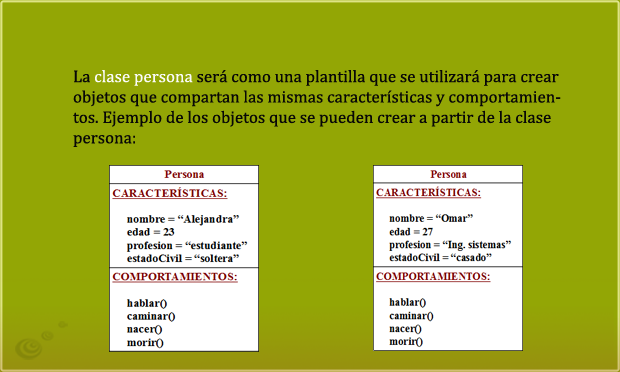 La clase persona será como una plantilla que se utilizará para crear
objetos que compartan las mismas características y comportamien-
tos. Ejemplo de los objetos que se pueden crear a partir de la clase
persona:
Persona
CARACTERÍSTICAS:
nombre = “Alejandra”
edad = 23
profesion = “estudiante”
estadoCivil = “soltera”
COMPORTAMIENTOS:
hablar()
caminar()
nacer()
morir()
Persona
CARACTERÍSTICAS:
nombre = “Omar”
edad = 27
profesion = “Ing. sistemas”
estadoCivil = “casado”
COMPORTAMIENTOS:
hablar()
caminar()
nacer()
morir()